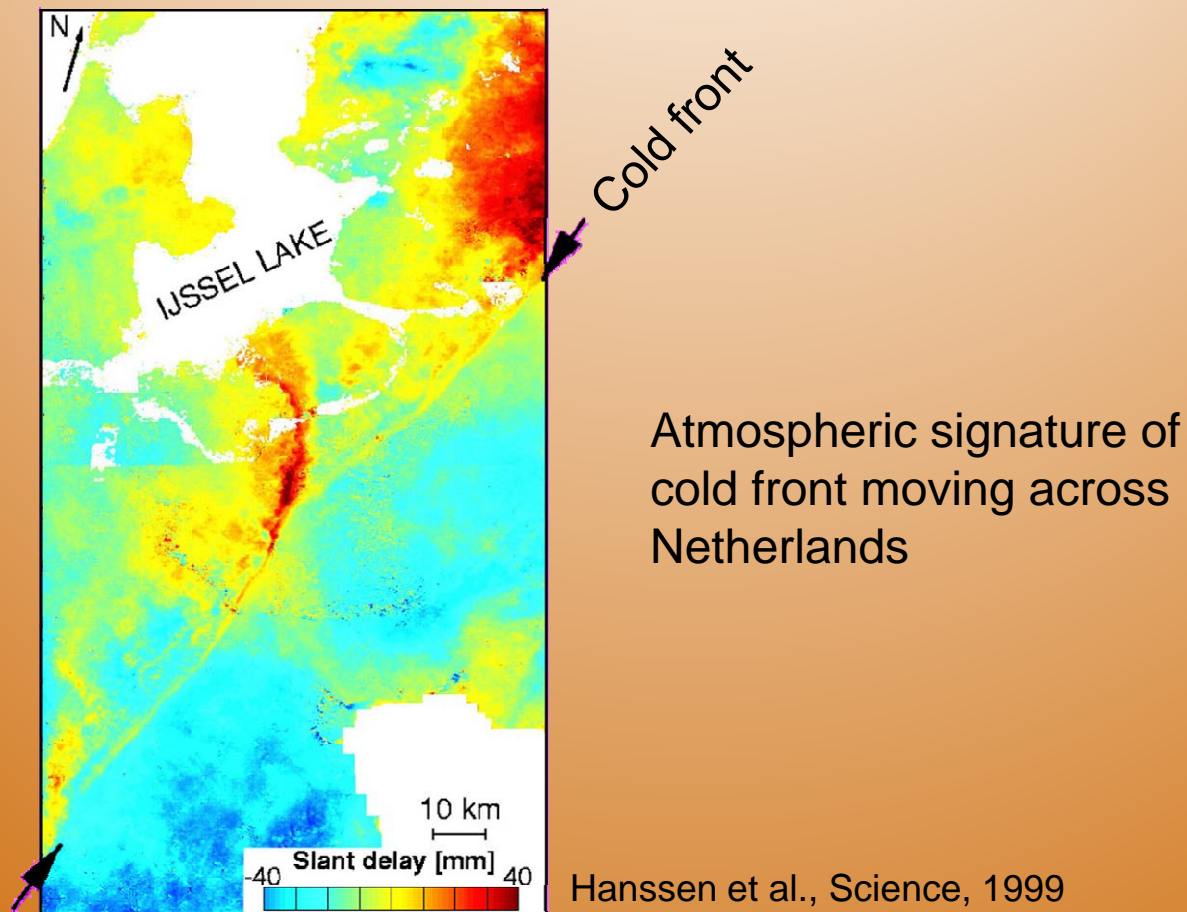 N
Cold front
IJSSEL LAKE
Atmospheric signature of
cold front moving across
Netherlands
10 km
Slant delay [mm]
-40 40
Hanssen et al., Science, 1999